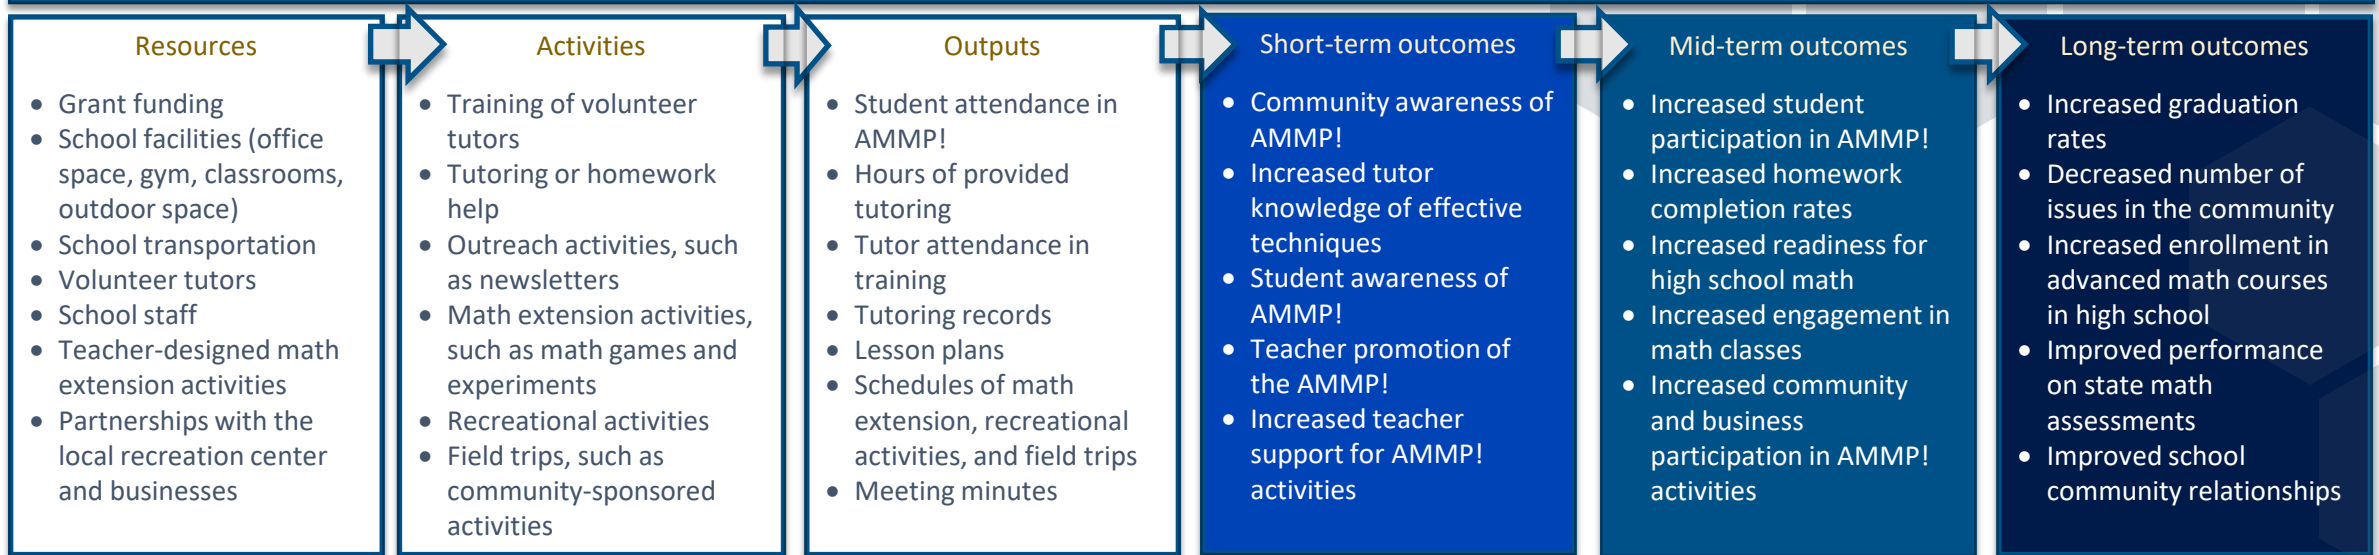 Resources
• Grant funding
• School facilities (office
space, gym, classrooms,
outdoor space)
• School transportation
• Volunteer tutors
• School staff
• Teacher-designed math
extension activities
• Partnerships with the
local recreation center
and businesses
Activities
• Training of volunteer
tutors
• Tutoring or homework
help
• Outreach activities, such
as newsletters
• Math extension activities,
such as math games and
experiments
• Recreational activities
• Field trips, such as
community-sponsored
activities
Outputs
• Student attendance in
AMMP!
• Hours of provided
tutoring
• Tutor attendance in
training
• Tutoring records
• Lesson plans
• Schedules of math
extension, recreational
activities, and field trips
• Meeting minutes
Short-term outcomes
• Community awareness of
AMMP!
• Increased tutor
knowledge of effective
techniques
• Student awareness of
AMMP!
• Teacher promotion of
the AMMP!
• Increased teacher
support for AMMP!
activities
Mid-term outcomes
• Increased student
participation in AMMP!
• Increased homework
completion rates
• Increased readiness for
high school math
• Increased engagement in
math classes
• Increased community
and business
participation in AMMP!
activities
Long-term outcomes
• Increased graduation
rates
• Decreased number of
issues in the community
• Increased enrollment in
advanced math courses
in high school
• Improved performance
on state math
assessments
• Improved school
community relationships